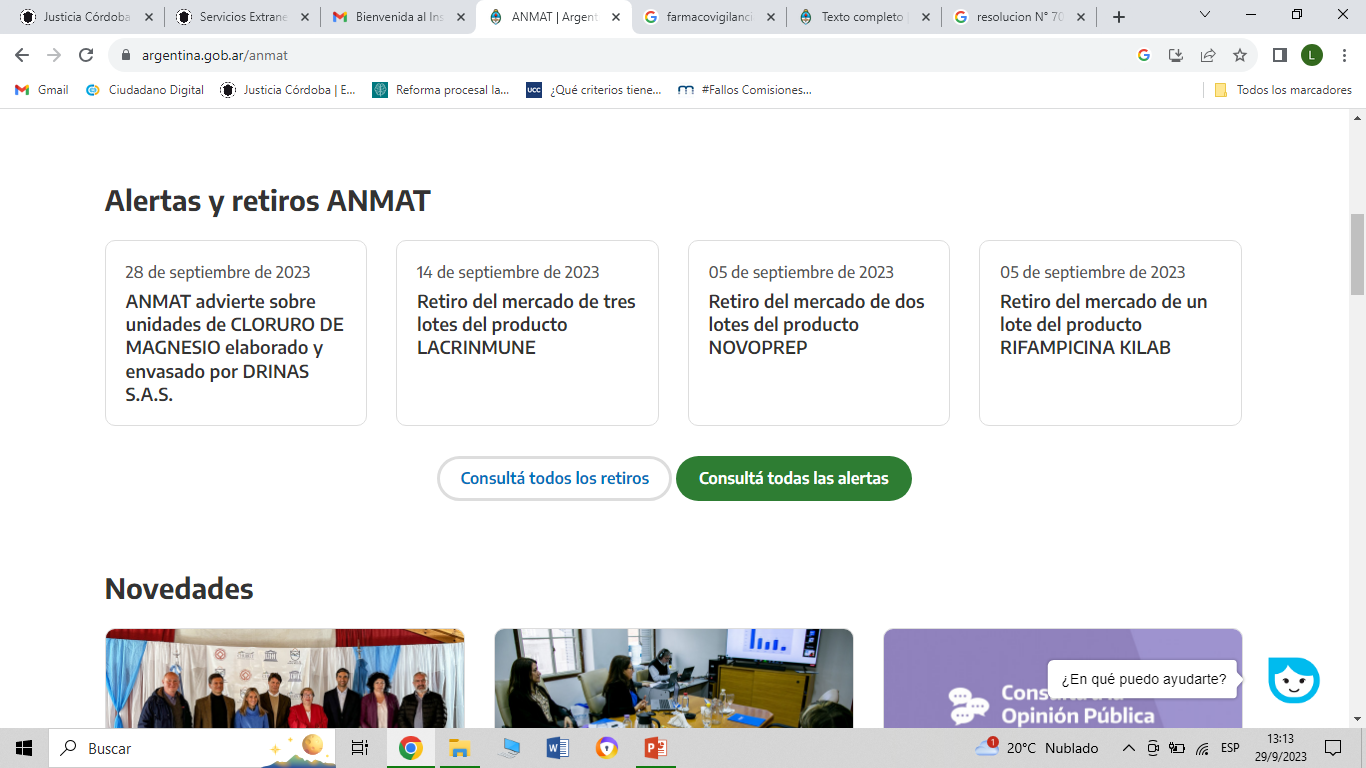 Justicia Córdoba
Servicios Extrane
Bienvenida al Ins
ANMAT | Argent
farmacovigilanci
Texto completo |
resolucion N° 70
argentina.gob.ar/anmat
L
Gmail
Ciudadano Digital
Justicia Córdoba | E...
Reforma procesal la...
UCC
¿Qué criterios tiene...
#Fallos Comisiones...
Todos los marcadores
Alertas y retiros ANMAT
28 de septiembre de 2023
ANMAT advierte sobre
unidades de CLORURO DE
MAGNESIO elaborado y
envasado por DRINAS
S.A.S.
14 de septiembre de 2023
Retiro del mercado de tres
lotes del producto
LACRINMUNE
05 de septiembre de 2023
Retiro del mercado de dos
lotes del producto
NOVOPREP
05 de septiembre de 2023
Retiro del mercado de un
lote del producto
RIFAMPICINA KILAB
Consultá todos los retiros
Consultá todas las alertas
Novedades
¿En qué puedo ayudarte?
Opinión Pública
Buscar
1
20°C Nublado
ESP
13:13
29/9/2023